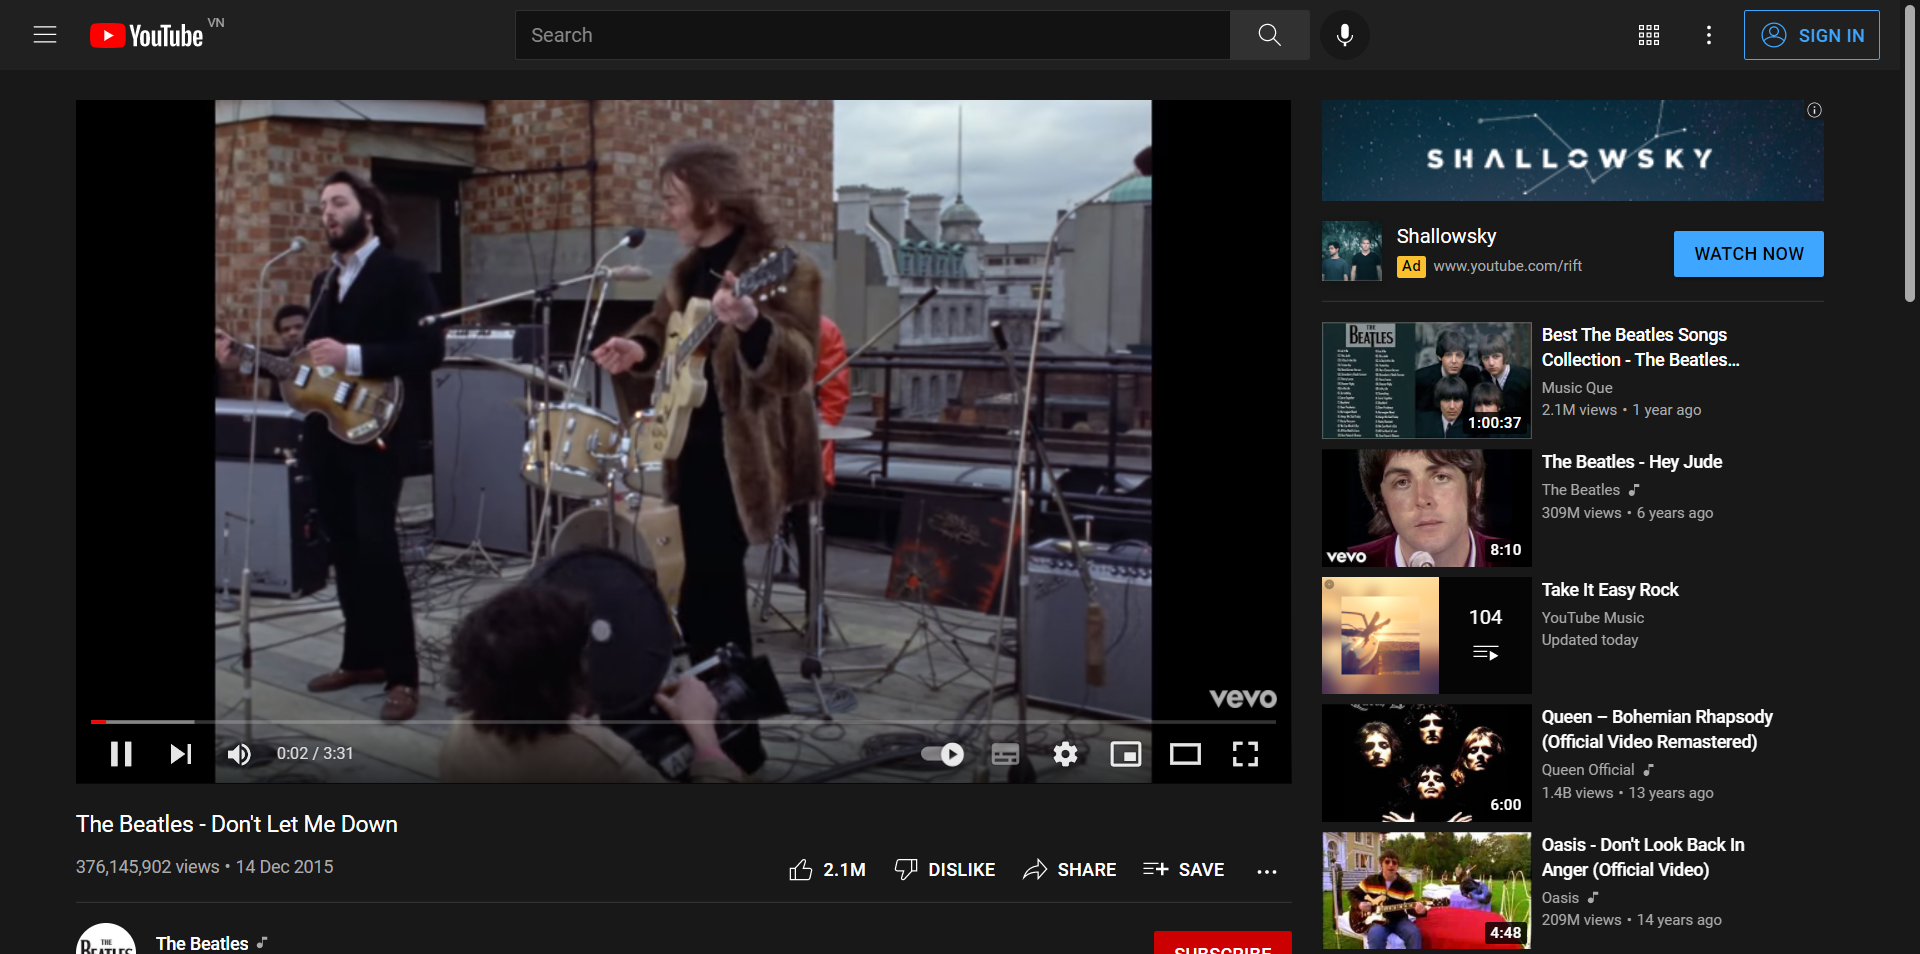 YouTube VN
Search
SIGN IN
SHALLOWSKY
Shallowsky
Ad www.youtube.com/rift
WATCH NOW
vevo
0:02 / 3:31
The Beatles - Don't Let Me Down
376,145,902 views • 14 Dec 2015
2.1M
DISLIKE
SHARE
SAVE
THE
BEATLES
The Beatles
SUBSCRIBE
THE
BEATLES
1:00:37
Best The Beatles Songs
Collection - The Beatles...
Music Que
2.1M views • 1 year ago
vevo
8:10
The Beatles - Hey Jude
The Beatles
309M views • 6 years ago
104
Take It Easy Rock
YouTube Music
Updated today
6:00
Queen – Bohemian Rhapsody
(Official Video Remastered)
Queen Official
1.4B views • 13 years ago
4:48
Oasis - Don't Look Back In
Anger (Official Video)
Oasis
209M views • 14 years ago